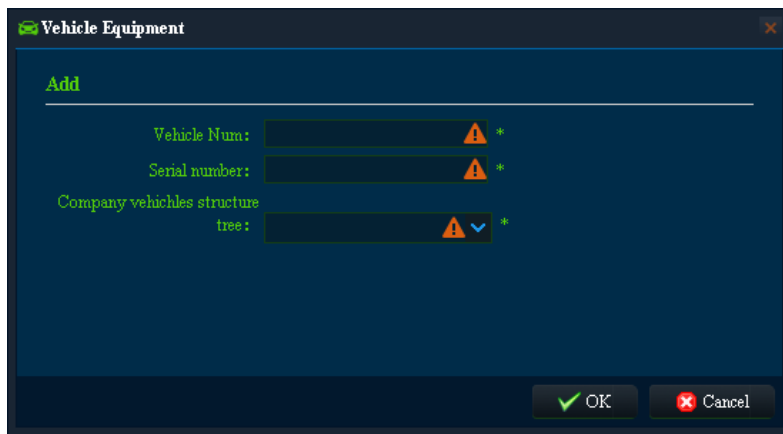 Vehicle Equipment
Add
Vehicle Num: *
Serial number: *
Company vehichles structure
tree: *
OK Cancel